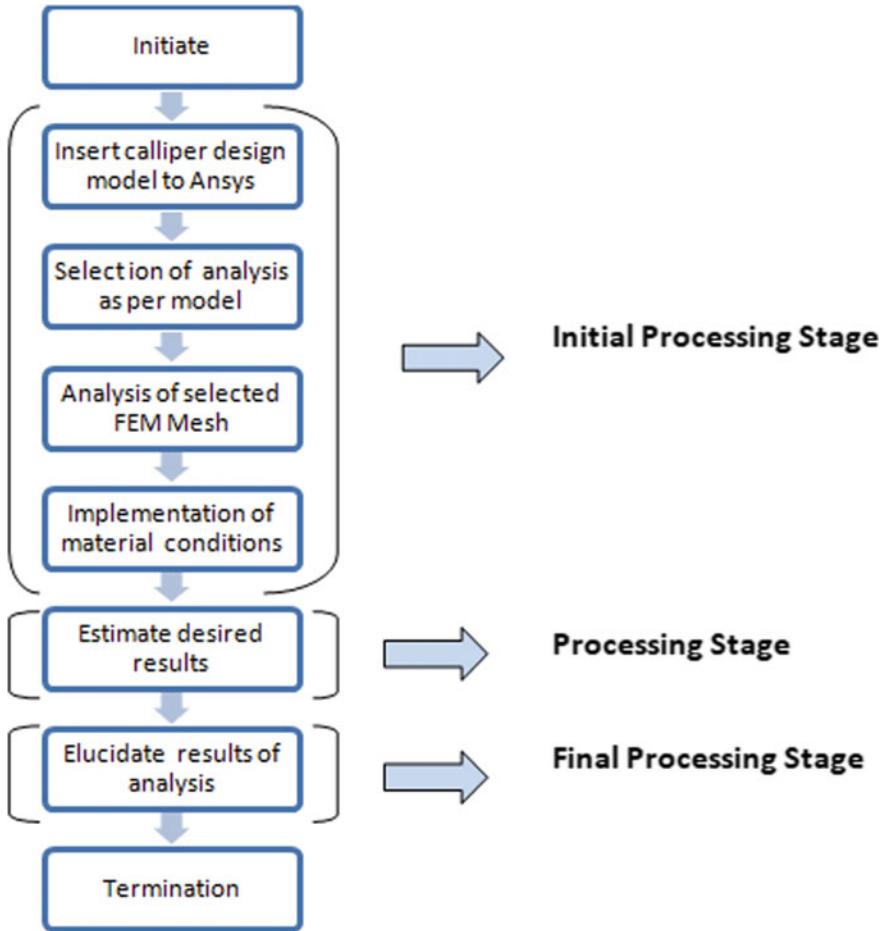 Initiate
Insert calliper design
model to Ansys
Selection of analysis
as per model
Analysis of selected
FEM Mesh
Implementation of
material conditions
Initial Processing Stage
Estimate desired
results
Processing Stage
Elucidate results of
analysis
Final Processing Stage
Termination